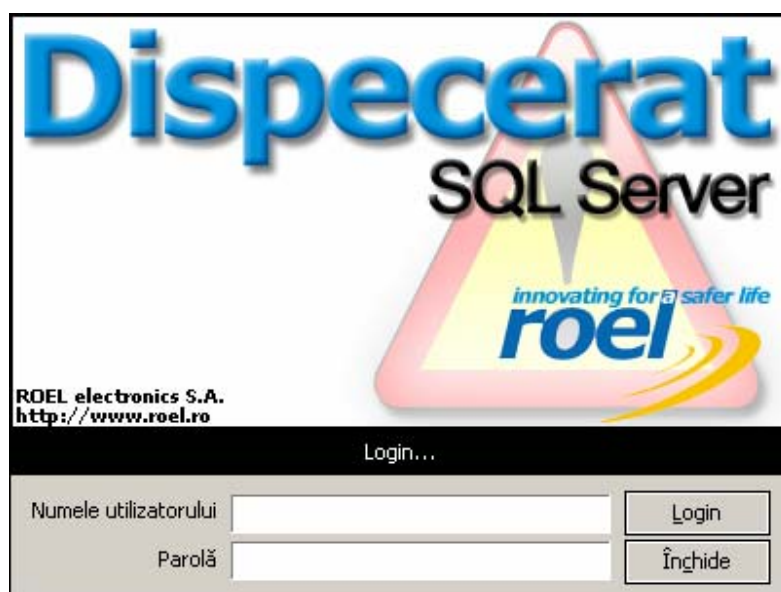 Dispecerat
SQL Server
innovating for a safer life
roel
ROEL electronics S.A.
http://www.roel.ro
Login...
Numele utilizatorului
Login
Parolă
Închide